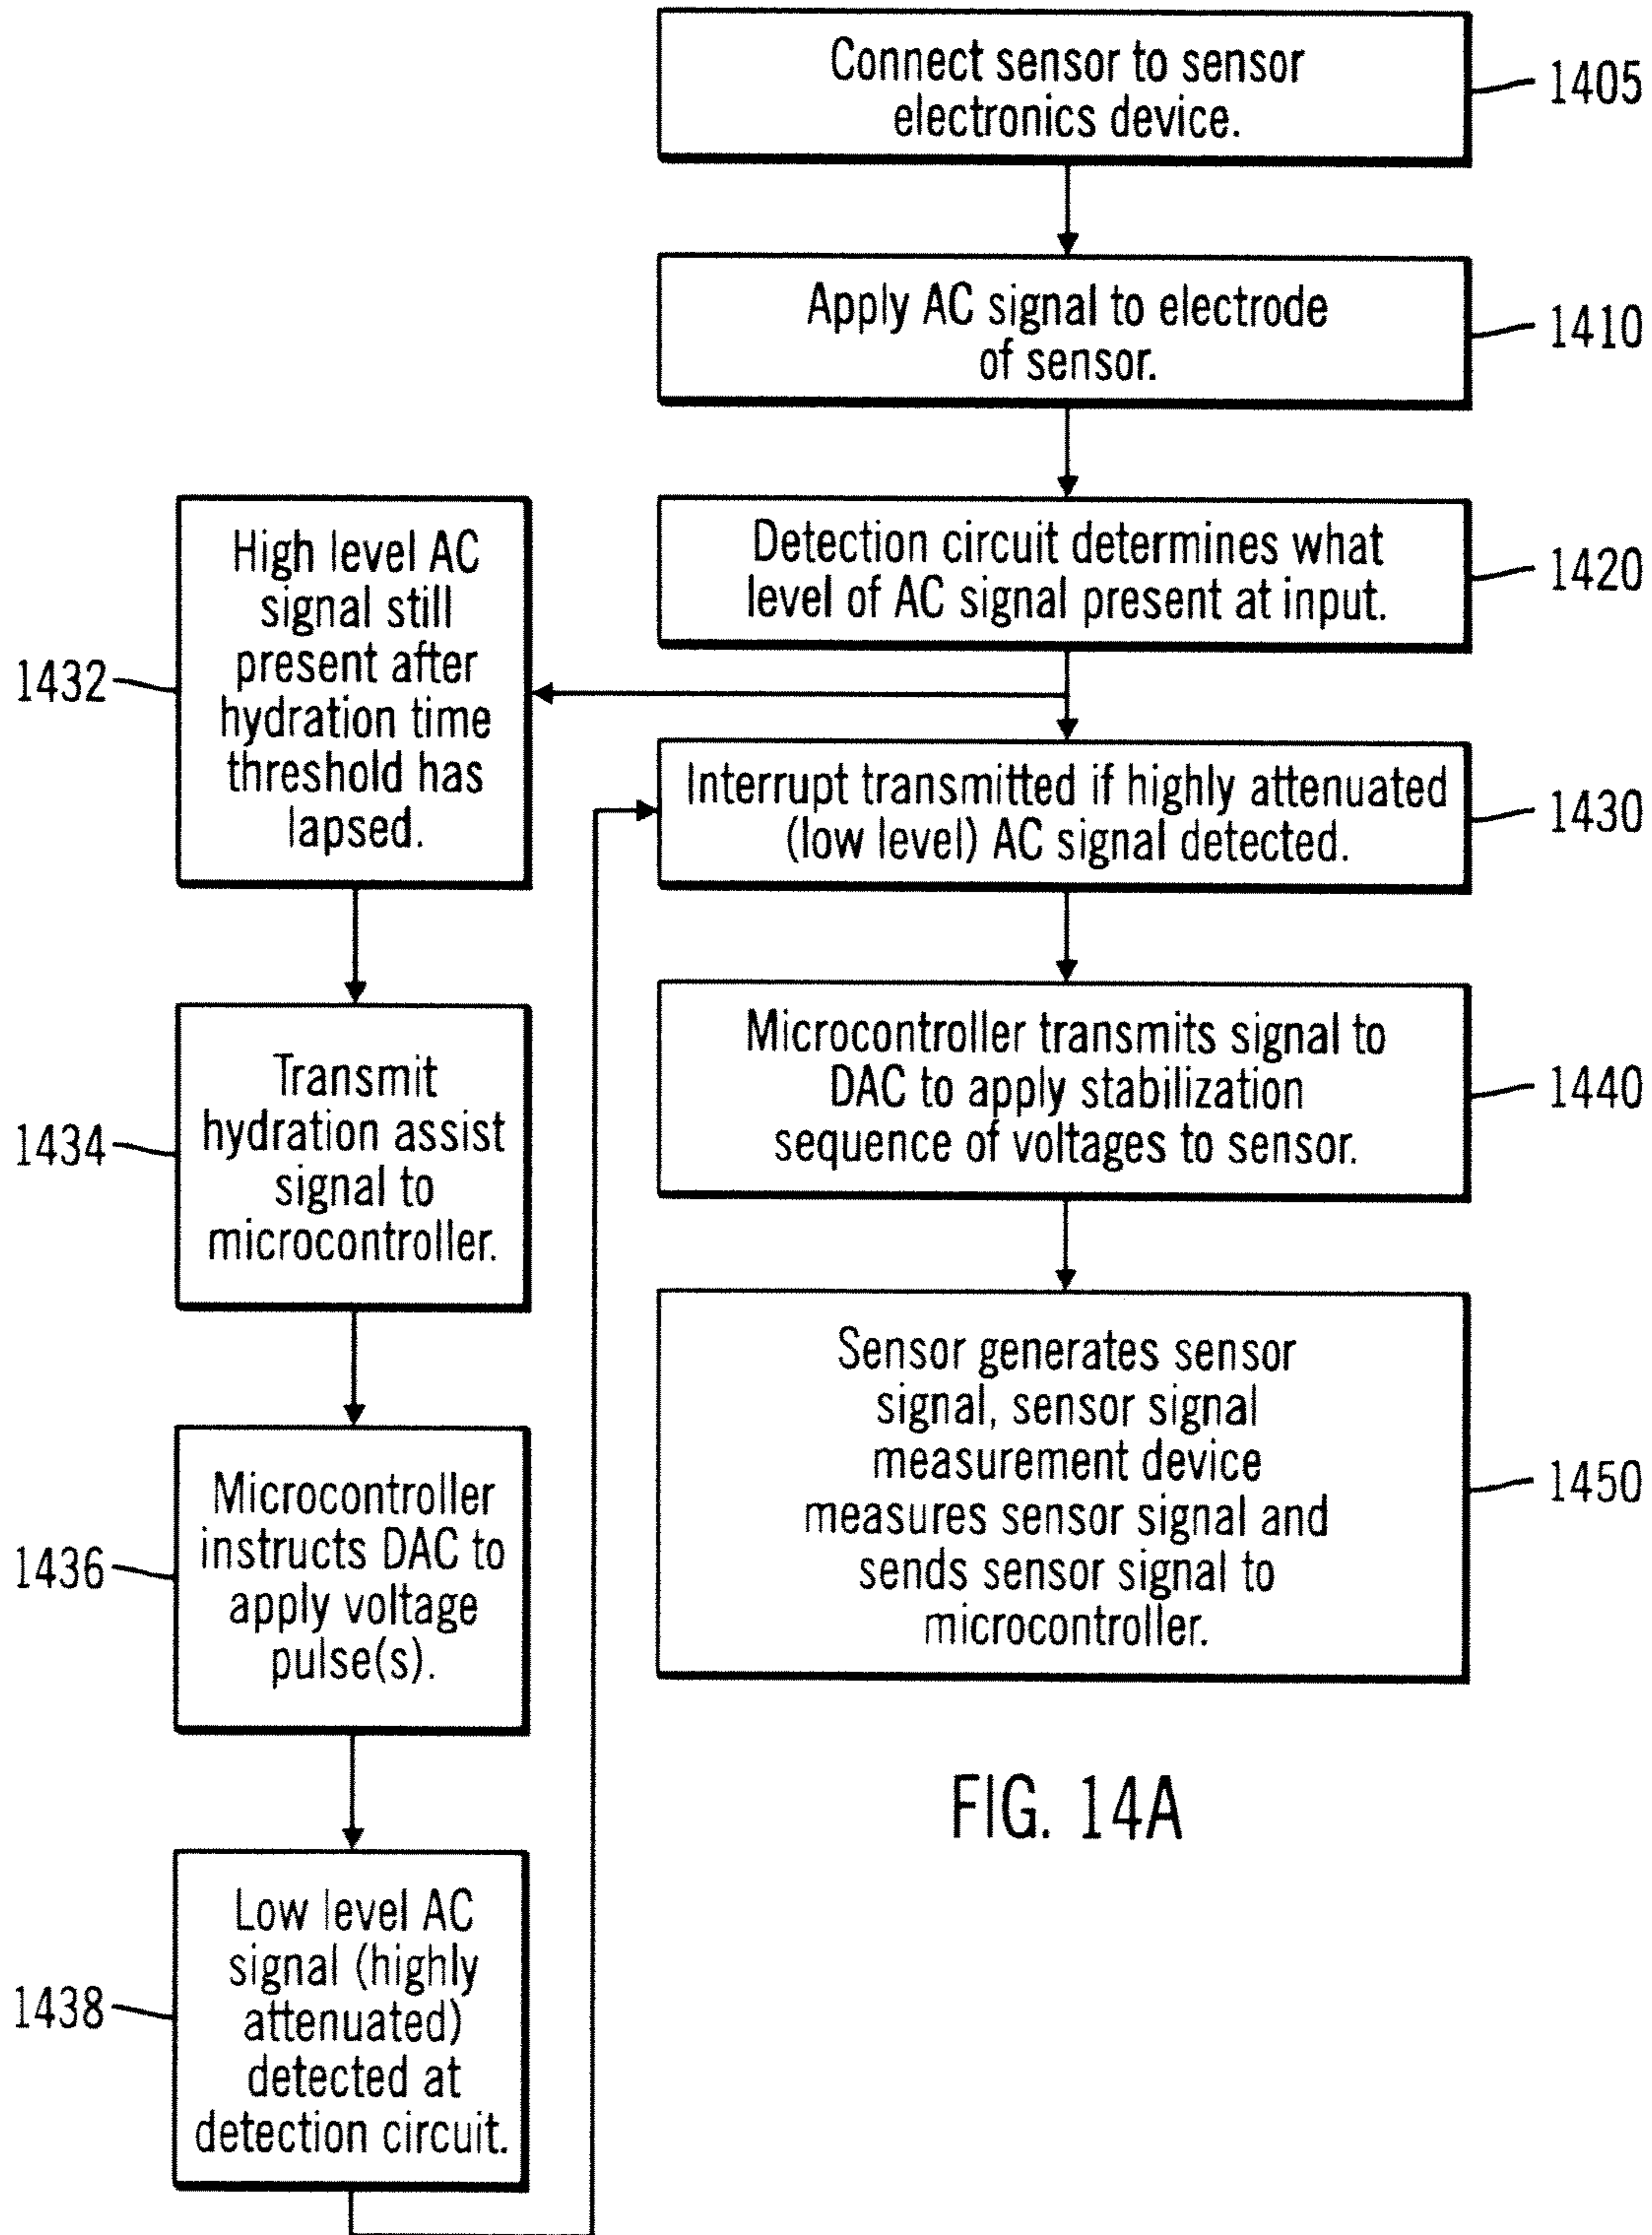 Connect sensor to sensor
electronics device.
1405
Apply AC signal to electrode
of sensor.
1410
Detection circuit determines what
level of AC signal present at input.
1420
High level AC
signal still
present after
hydration time
threshold has
lapsed.
1432
Interrupt transmitted if highly attenuated
(low level) AC signal detected.
1430
Transmit
hydration assist
signal to
microcontroller.
1434
Microcontroller transmits signal to
DAC to apply stabilization
sequence of voltages to sensor.
1440
Microcontroller
instructs DAC to
apply voltage
pulse(s).
1436
Sensor generates sensor
signal, sensor signal
measurement device
measures sensor signal and
sends sensor signal to
microcontroller.
1450
Low level AC
signal (highly
attenuated)
detected at
detection circuit.
1438
FIG. 14A